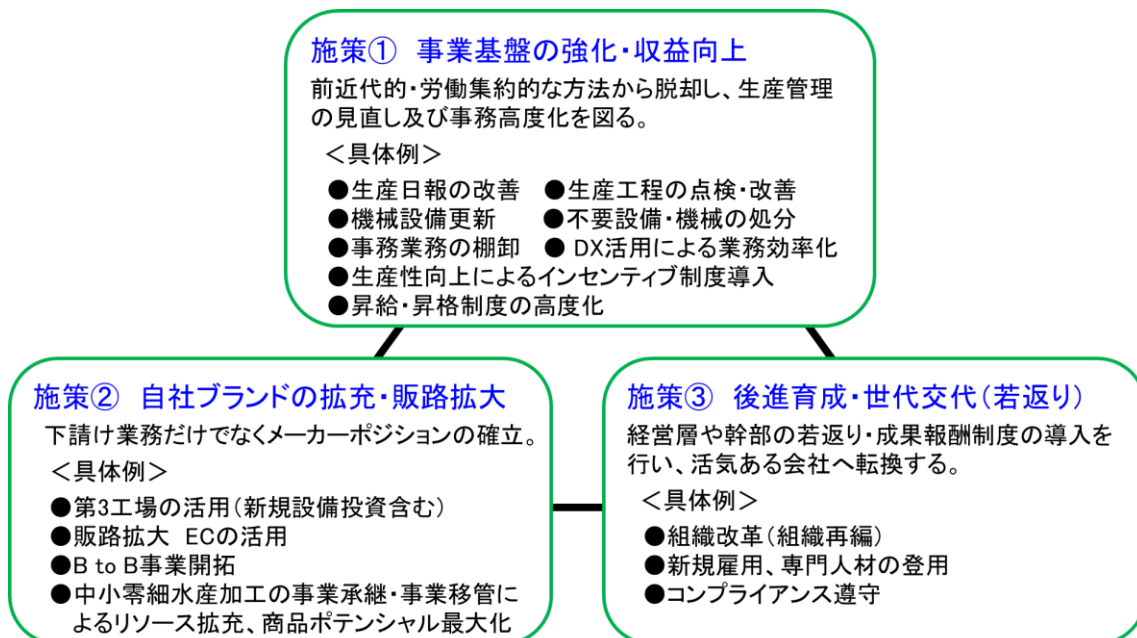 施策① 事業基盤の強化・収益向上
前近代的・労働集約的な方法から脱却し、生産管理
の見直し及び事務高度化を図る。
＜具体例＞
●生産日報の改善 ●生産工程の点検・改善
●機械設備更新 ●不要設備・機械の処分
●事務業務の棚卸 ● DX活用による業務効率化
●生産性向上によるインセンティブ制度導入
●昇給・昇格制度の高度化
施策② 自社ブランドの拡充・販路拡大
下請け業務だけでなくメーカーポジションの確立。
＜具体例＞
●第3工場の活用（新規設備投資含む）
●販路拡大 ECの活用
●B to B事業開拓
●中小零細水産加工の事業承継・事業移管に
よるリソース拡充、商品ポテンシャル最大化
施策③ 後進育成・世代交代（若返り）
経営層や幹部の若返り・成果報酬制度の導入を
行い、活気ある会社へ転換する。
＜具体例＞
●組織改革（組織再編）
●新規雇用、専門人材の登用
●コンプライアンス遵守